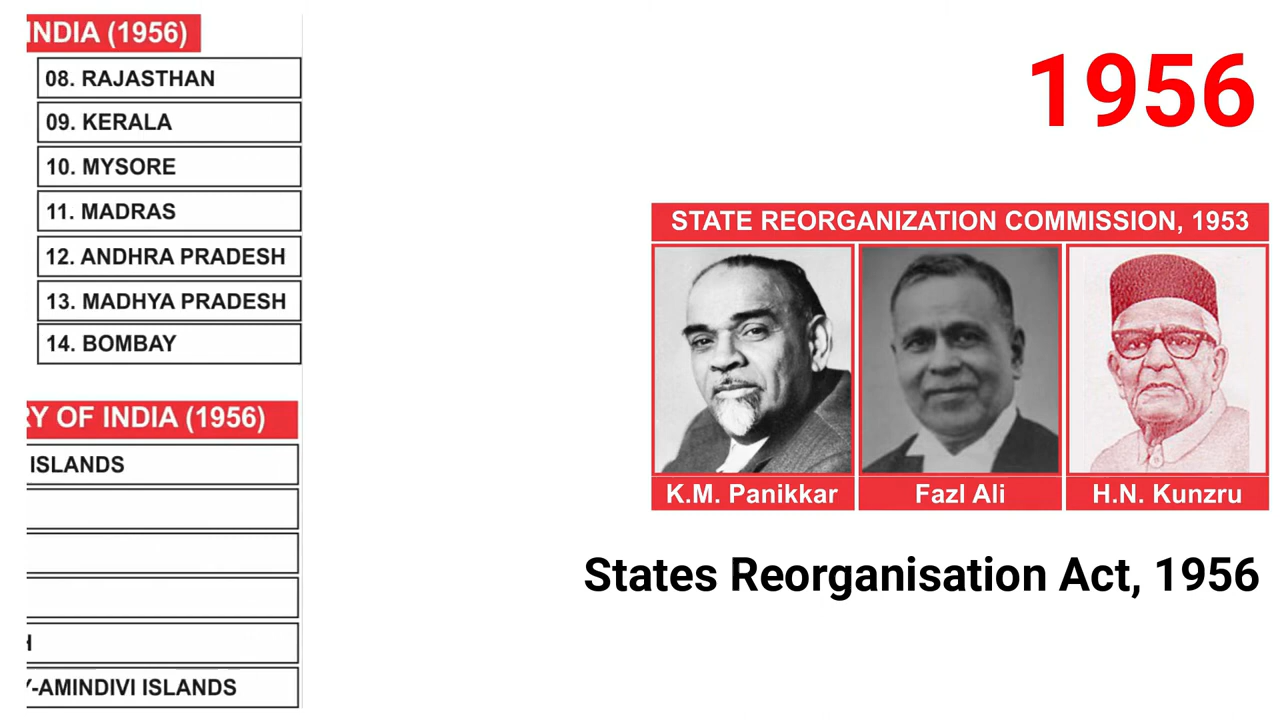 INDIA (1956)
08. RAJASTHAN
09. KERALA
10. MYSORE
11. MADRAS
12. ANDHRA PRADESH
13. MADHYA PRADESH
14. BOMBAY
OF INDIA (1956)
ISLANDS
-AMINDIVI ISLANDS
1956
STATE REORGANIZATION COMMISSION, 1953
K.M. Panikkar
Fazl Ali
H.N. Kunzru
States Reorganisation Act, 1956